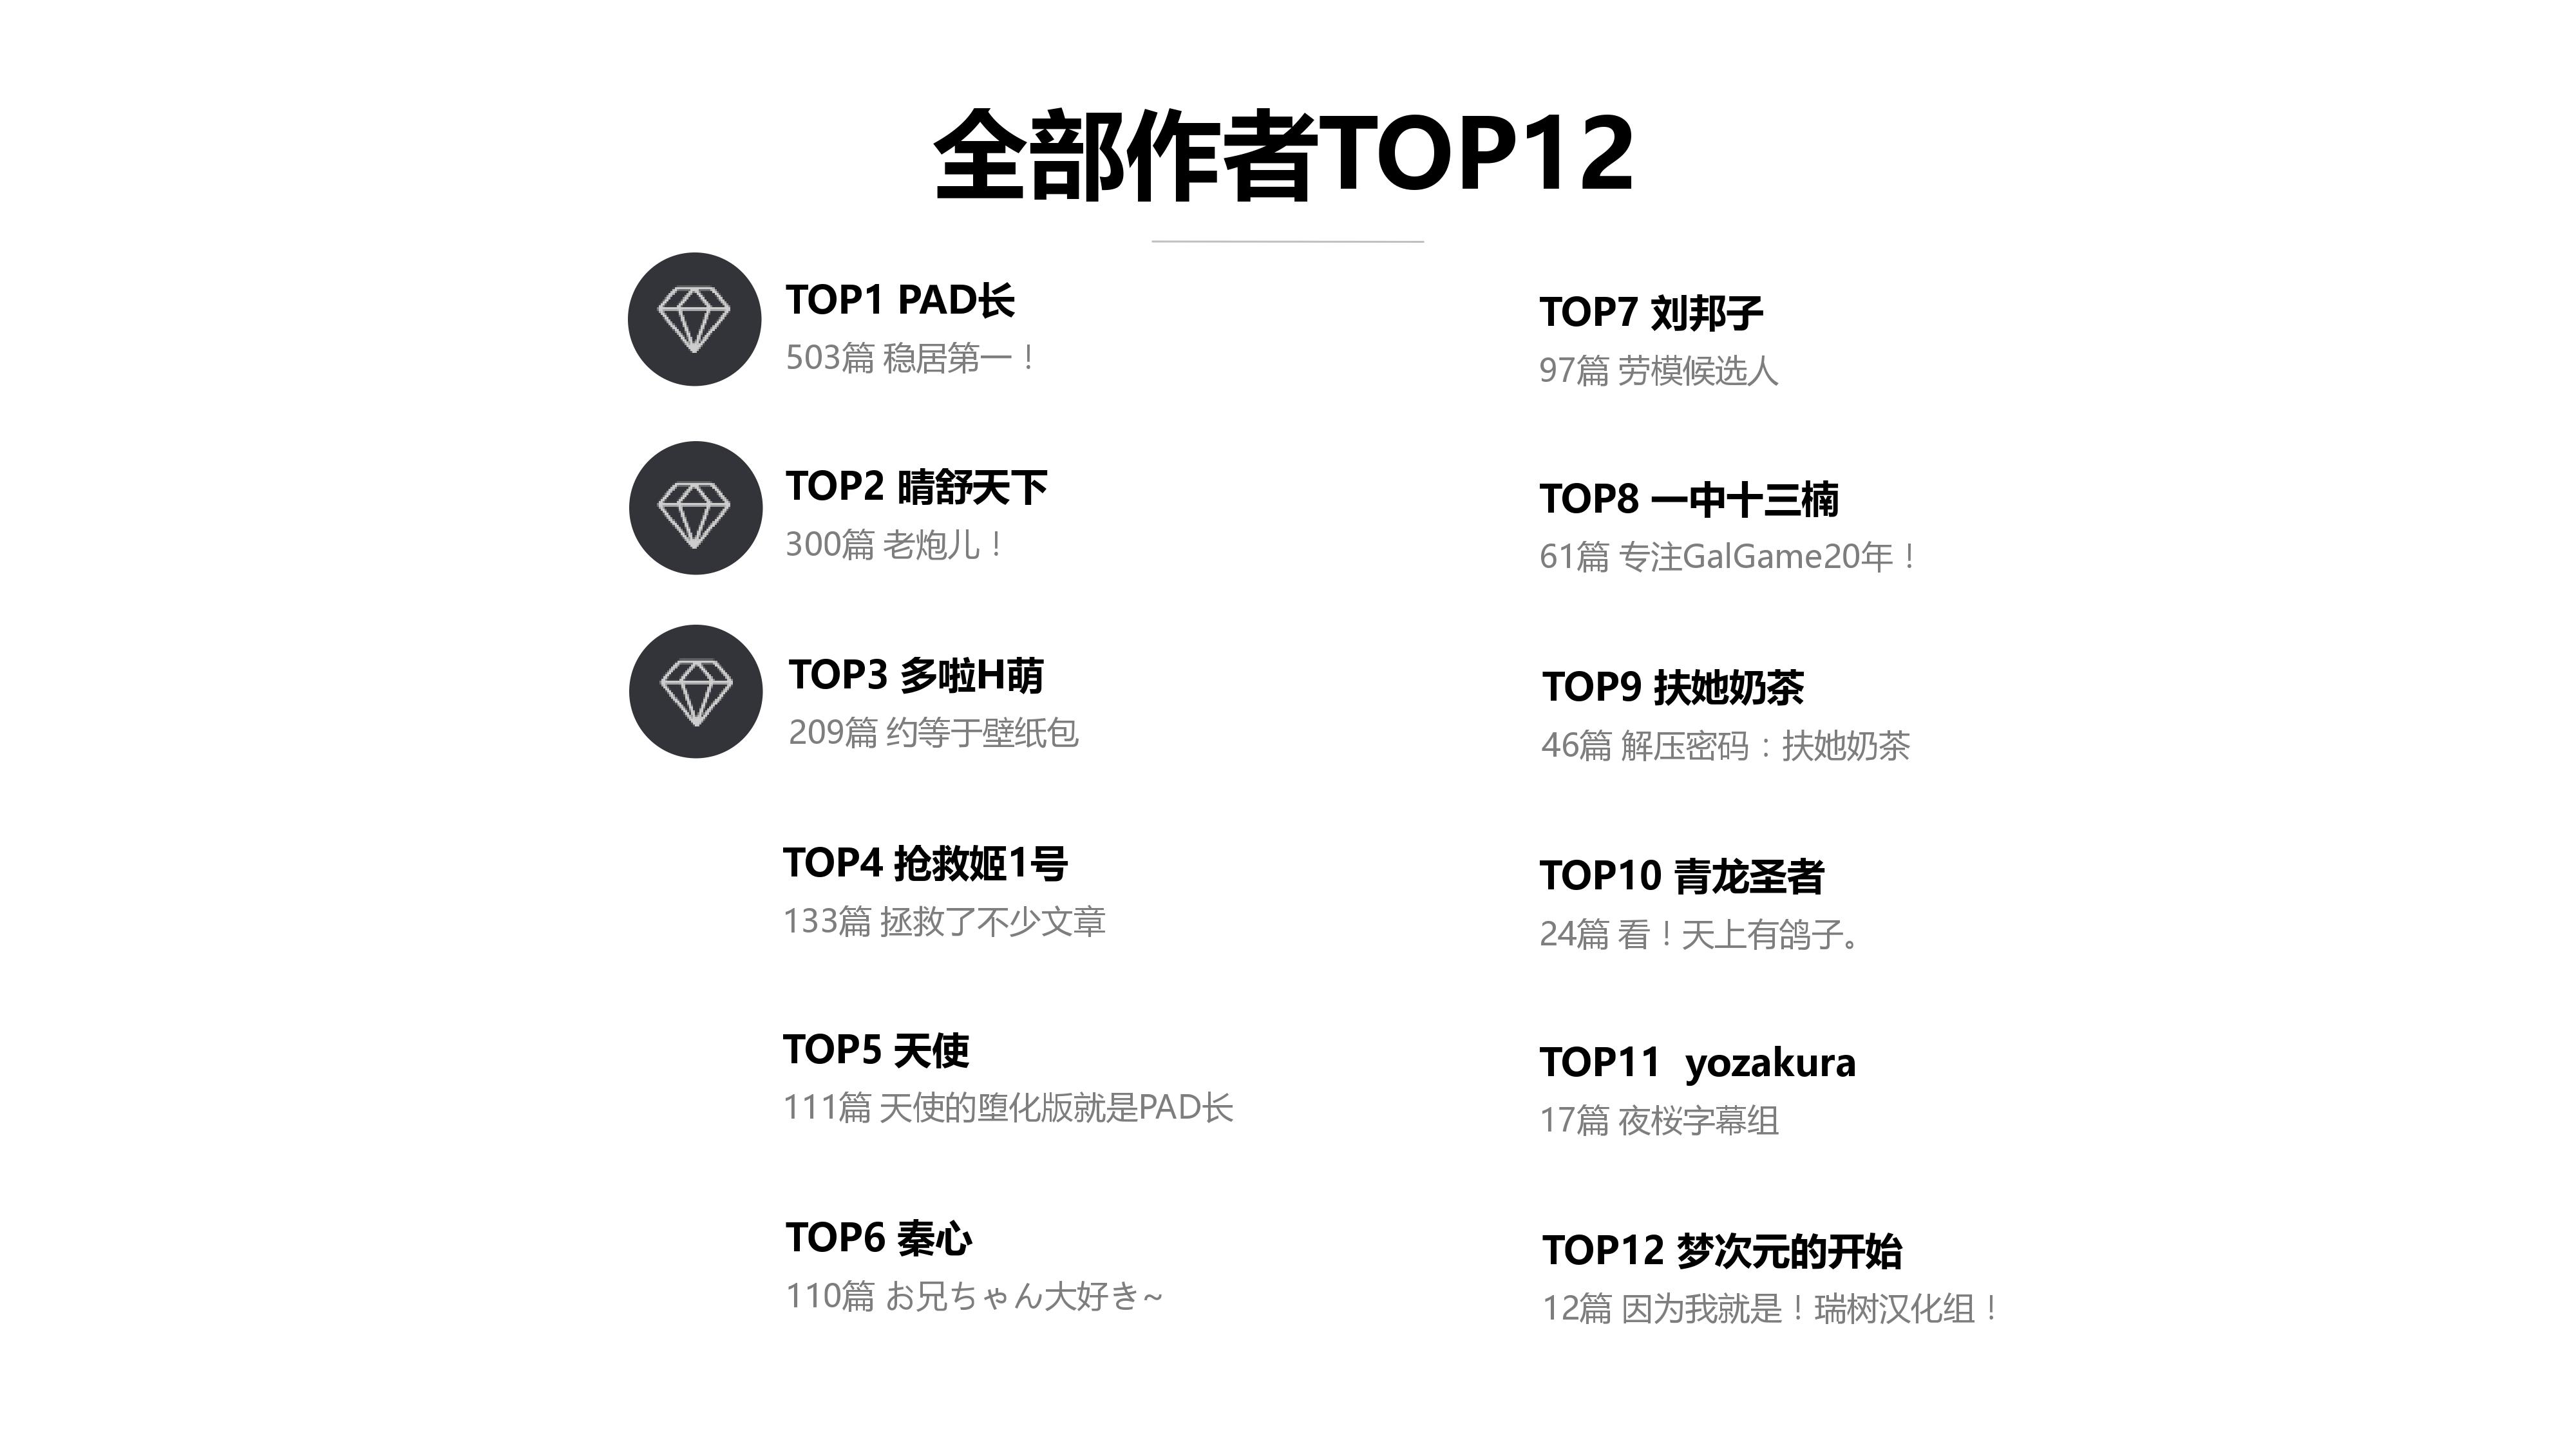 全部作者TOP12
TOP1 PAD长
503篇 稳居第一！
TOP2 晴舒天下
300篇 老炮儿！
TOP3 多啦H萌
209篇 约等于壁纸包
TOP4 抢救姬1号
133篇 拯救了不少文章
TOP5 天使
111篇 天使的堕化版就是PAD长
TOP6 秦心
110篇 お兄ちゃん大好き~
TOP7 刘邦子
97篇 劳模候选人
TOP8 一中十三楠
61篇 专注GalGame20年！
TOP9 扶她奶茶
46篇 解压密码：扶她奶茶
TOP10 青龙圣者
24篇 看！天上有鸽子。
TOP11 yozakura
17篇 夜桜字幕组
TOP12 梦次元的开始
12篇 因为我就是！瑞树汉化组！